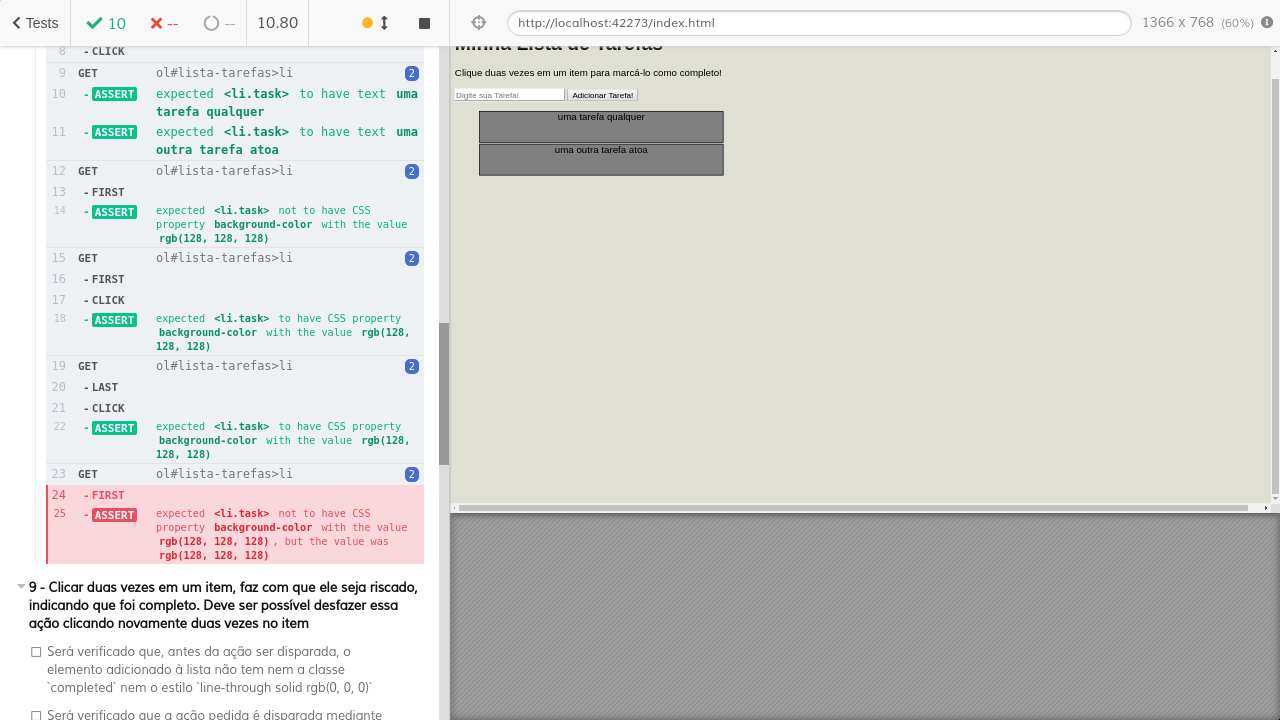 Tests
10
--
--
10.80
http://localhost:42273/index.html
1366 x 768 (60%)
8 -CLICK
9 GET ol#lista-tarefas>li 2
10 -ASSERT expected <li.task> to have text uma
tarefa qualquer
11 -ASSERT expected <li.task> to have text uma
outra tarefa atoa
12 GET ol#lista-tarefas>li 2
13 -FIRST
14 -ASSERT expected <li.task> not to have CSS
property background-color with the value
rgb(128, 128, 128)
15 GET ol#lista-tarefas>li 2
16 -FIRST
17 -CLICK
18 -ASSERT expected <li.task> to have CSS property
background-color with the value rgb(128,
128, 128)
19 GET ol#lista-tarefas>li 2
20 -LAST
21 -CLICK
22 -ASSERT expected <li.task> to have CSS property
background-color with the value rgb(128,
128, 128)
23 GET ol#lista-tarefas>li 2
24 -FIRST
25 -ASSERT expected <li.task> not to have CSS
property background-color with the value
rgb(128, 128, 128), but the value was
rgb(128, 128, 128)
9 - Clicar duas vezes em um item, faz com que ele seja riscado,
indicando que foi completo. Deve ser possível desfazer essa
ação clicando novamente duas vezes no item
Será verificado que, antes da ação ser disparada, o
elemento adicionado à lista não tem nem a classe
`completed` nem o estilo `line-through solid rgb(0, 0, 0)`
Será verificado que a ação pedida é disparada mediante
Minha Lista de Tarefas
Clique duas vezes em um item para marcá-lo como completo!
Digite sua Tarefa!
Adicionar Tarefa!
uma tarefa qualquer
uma outra tarefa atoa